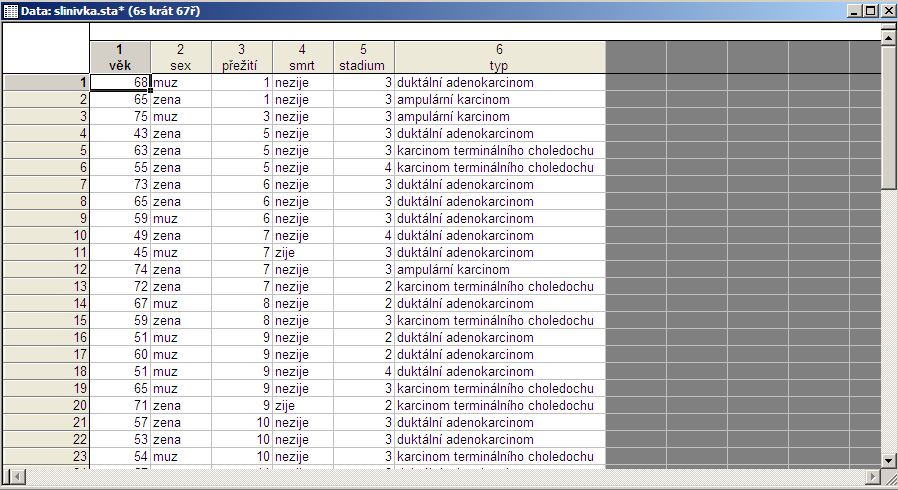 Data: slinivka.sta* (6s krát 67ř)
1 2 3 4 5 6
věk sex přežití smrt stadium typ
1 68 muz 1 nezije 3 duktální adenokarcinom
2 65 zena 1 nezije 3 ampulární karcinom
3 75 muz 3 nezije 3 ampulární karcinom
4 43 zena 5 nezije 3 duktální adenokarcinom
5 63 zena 5 nezije 3 karcinom terminálního choledochu
6 55 zena 5 nezije 4 karcinom terminálního choledochu
7 73 zena 6 nezije 3 duktální adenokarcinom
8 65 zena 6 nezije 3 duktální adenokarcinom
9 59 muz 6 nezije 3 duktální adenokarcinom
10 49 zena 7 nezije 4 duktální adenokarcinom
11 45 muz 7 zije 3 duktální adenokarcinom
12 74 zena 7 nezije 3 ampulární karcinom
13 72 zena 7 nezije 2 karcinom terminálního choledochu
14 67 muz 8 nezije 2 duktální adenokarcinom
15 59 zena 8 nezije 3 karcinom terminálního choledochu
16 51 muz 9 nezije 2 duktální adenokarcinom
17 60 muz 9 nezije 2 duktální adenokarcinom
18 51 muz 9 nezije 4 duktální adenokarcinom
19 65 muz 9 nezije 3 karcinom terminálního choledochu
20 71 zena 9 zije 2 karcinom terminálního choledochu
21 57 zena 10 nezije 3 duktální adenokarcinom
22 53 zena 10 nezije 3 duktální adenokarcinom
23 54 muz 10 nezije 3 karcinom terminálního choledochu